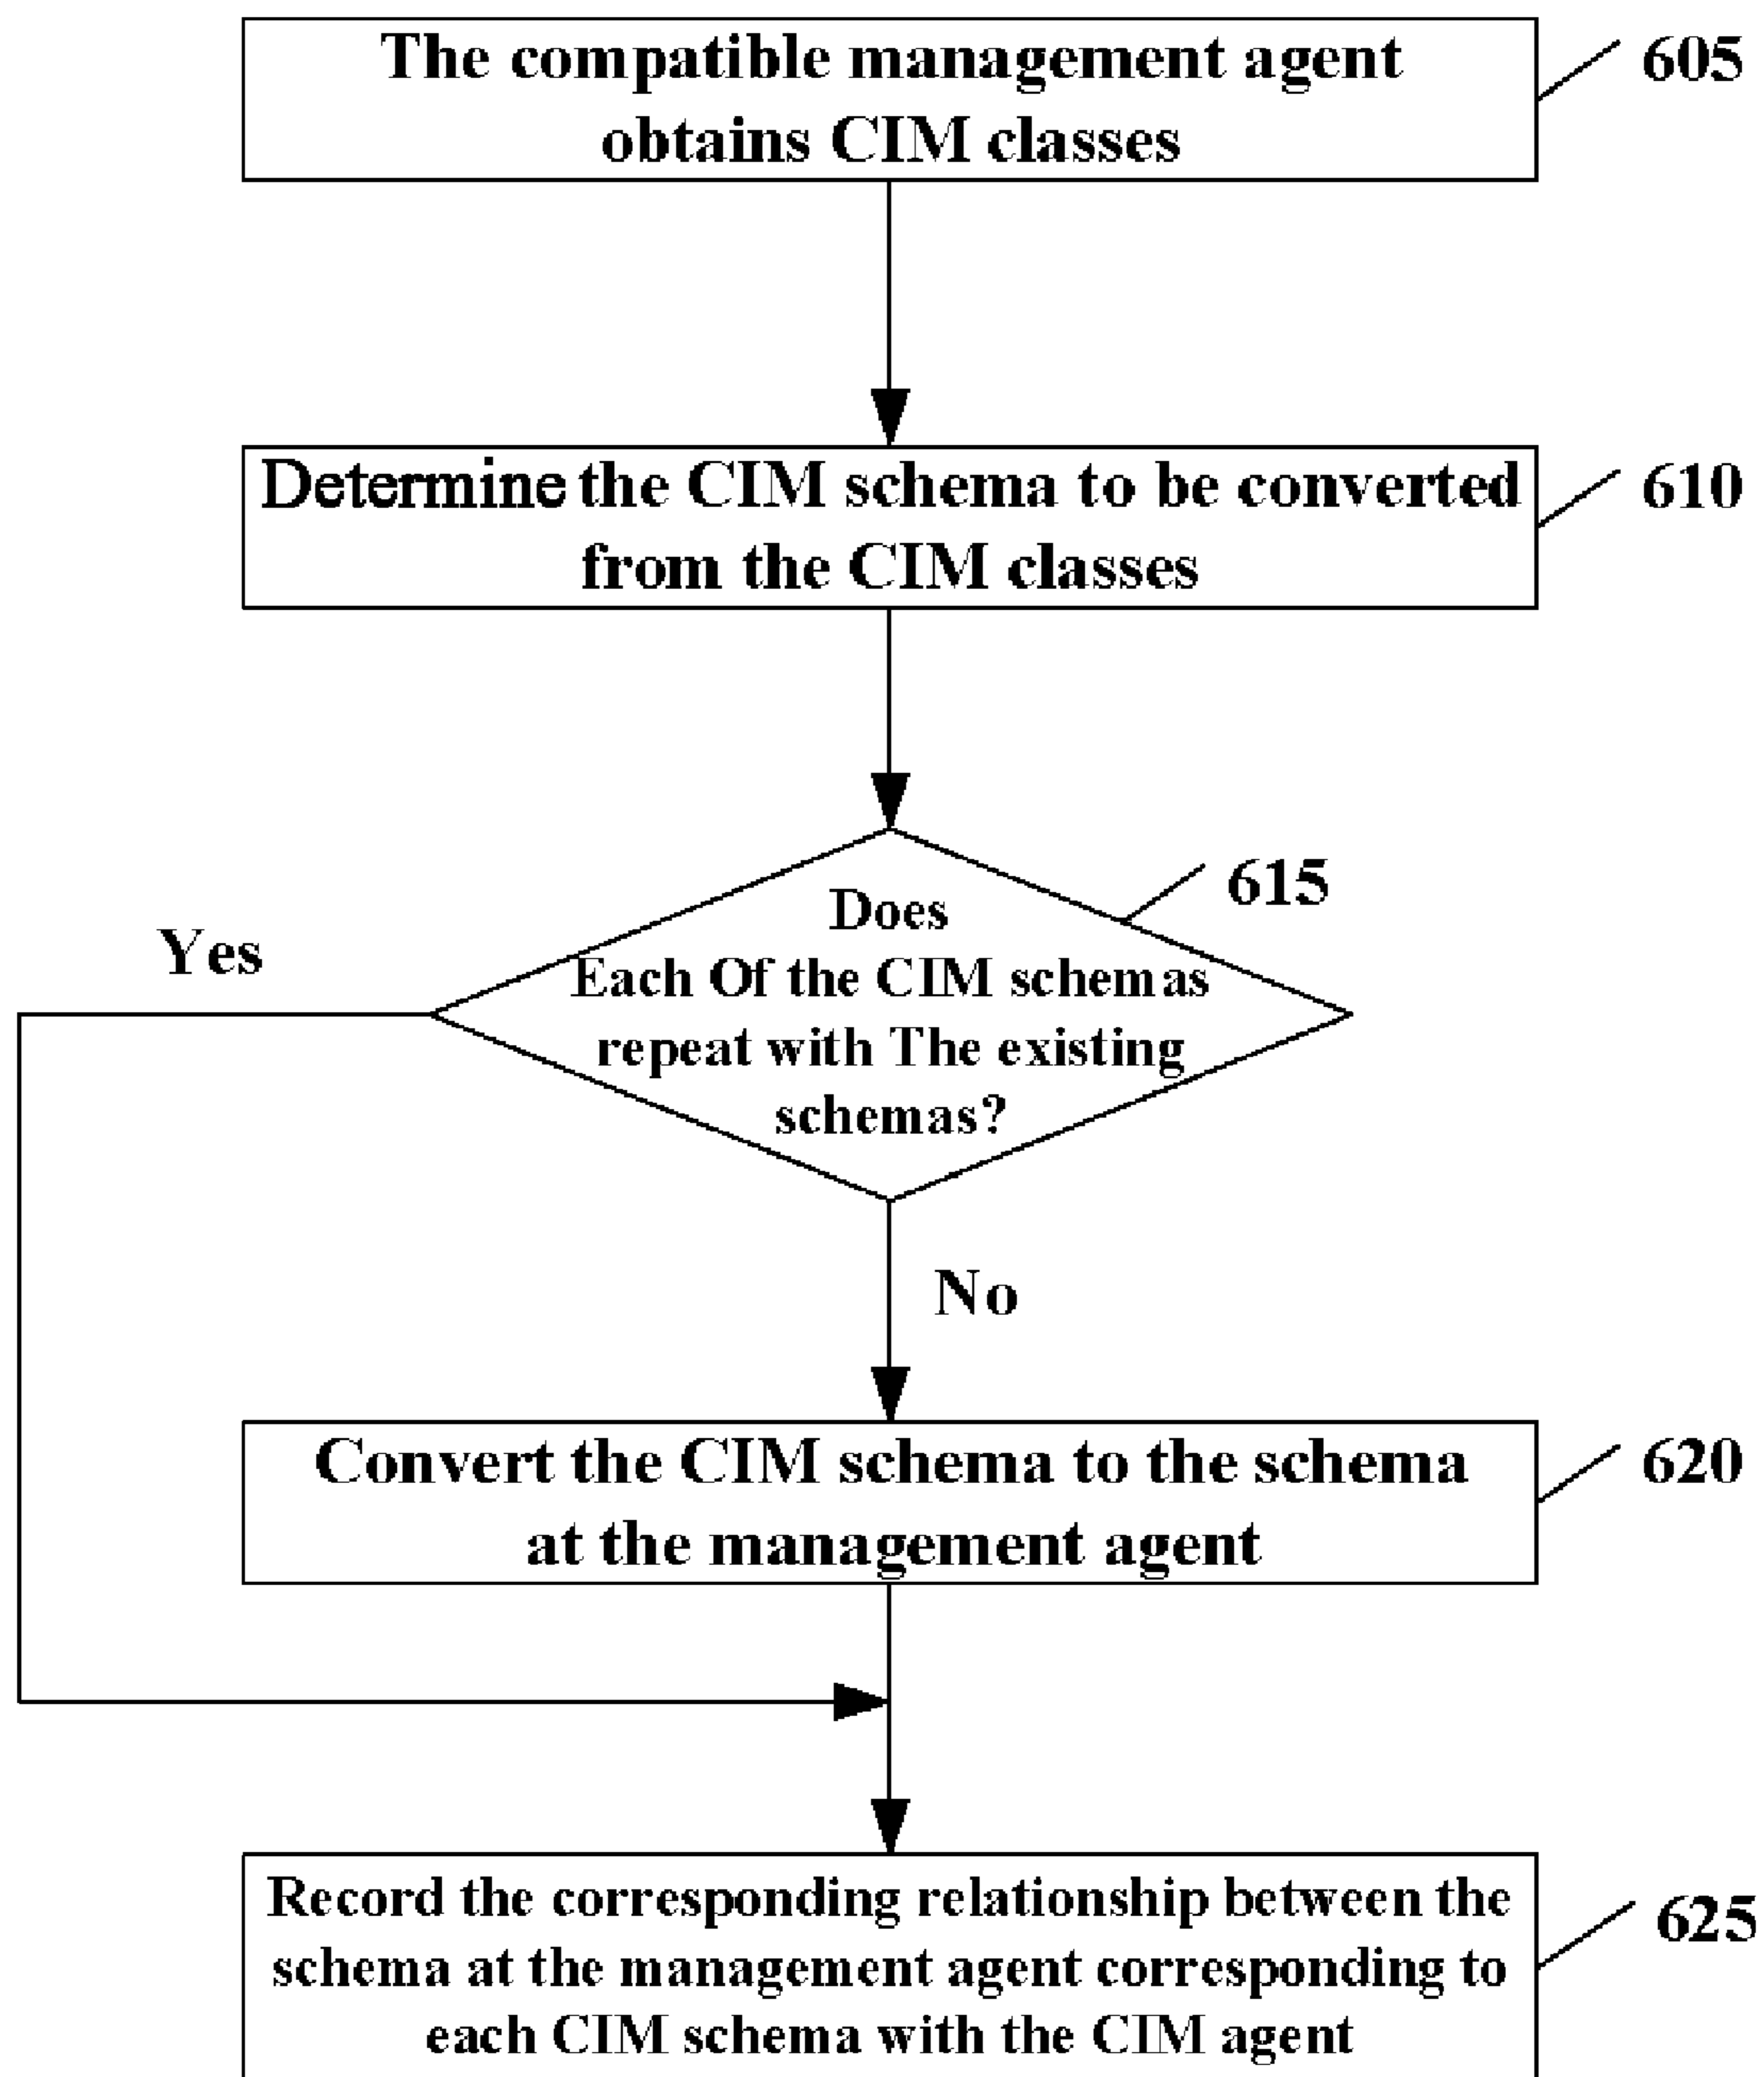 The compatible management agent
obtains CIM classes
605
Determine the CIM schema to be converted
from the CIM classes
610
Does
Each Of the CIM schemas
repeat with The existing
schemas?
615
Yes
No
Convert the CIM schema to the schema
at the management agent
620
Record the corresponding relationship between the
schema at the management agent corresponding to
each CIM schema with the CIM agent
625